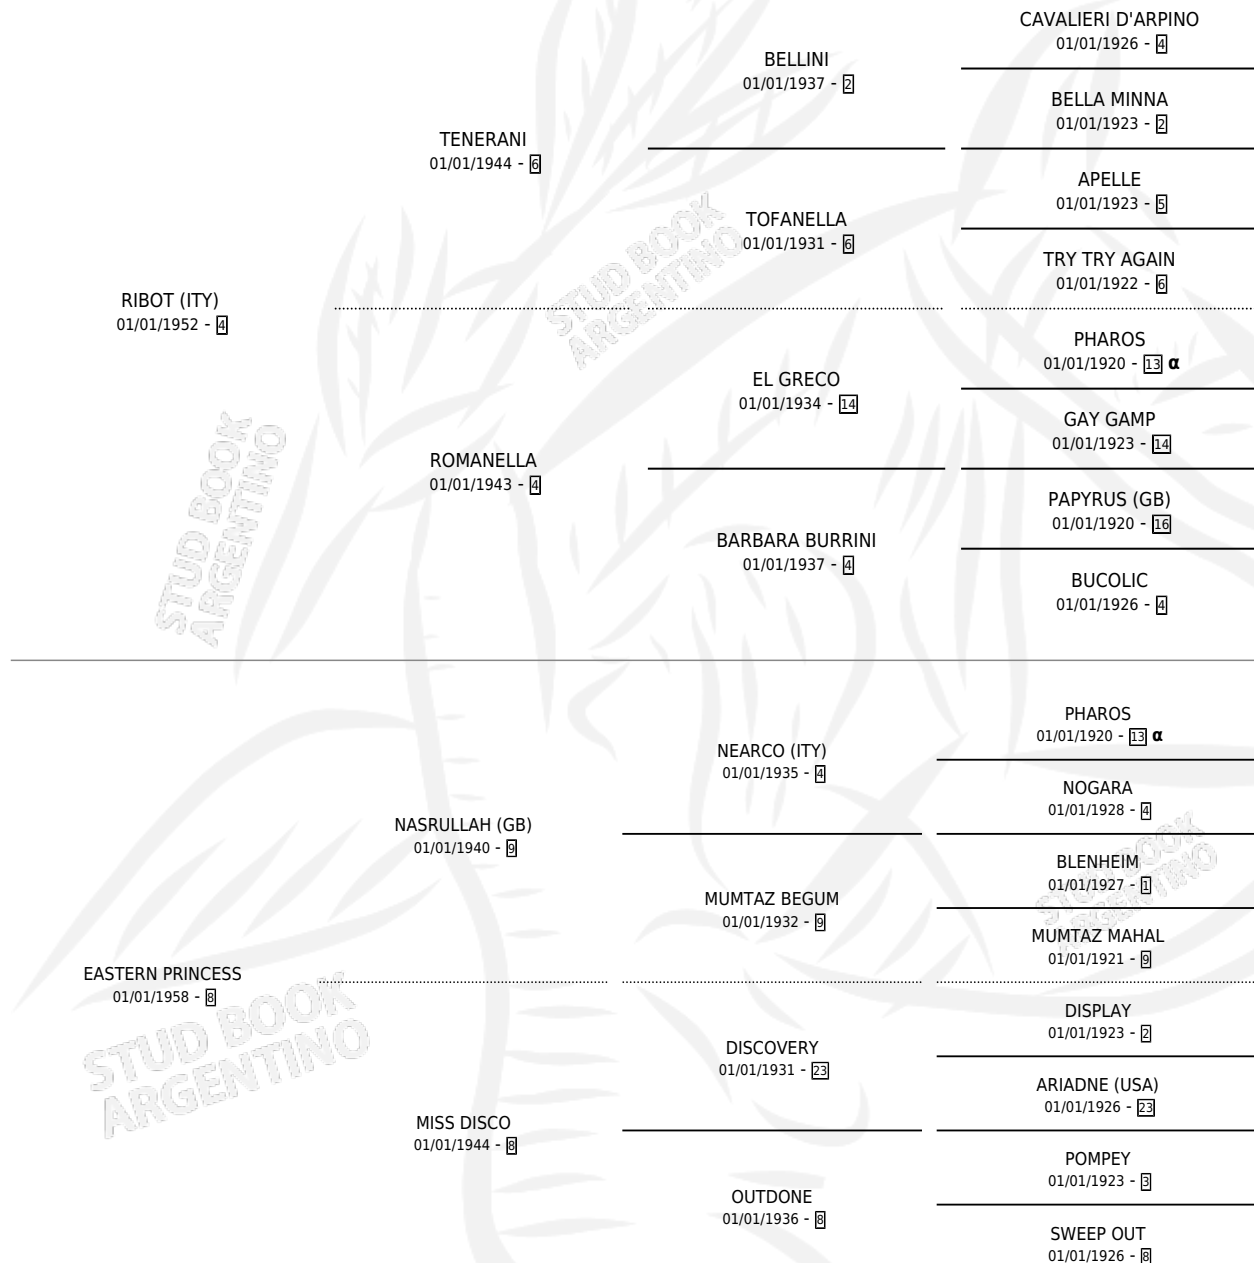 CAVALIERI D'ARPINO
01/01/1926 - 4
BELLINI
01/01/1937 - 2
BELLA MINNA
01/01/1923 - 2
TENERANI
01/01/1944 - 6
APELLE
01/01/1923 - 5
TOFANELLA
01/01/1931 - 6
TRY TRY AGAIN
01/01/1922 - 6
STUD BOOK
ARGENTINO
RIBOT (ITY)
01/01/1952 - 4
PHAROS
01/01/1920 - 13 α
EL GRECO
01/01/1934 - 14
GAY GAMP
01/01/1923 - 14
ROMANELLA
01/01/1943 - 4
PAPYRUS (GB)
01/01/1920 - 16
BARBARA BURRINI
01/01/1937 - 4
BUCOLIC
01/01/1926 - 4
STUD BOOK
ARGENTINO
PHAROS
01/01/1920 - 13 α
NEARCO (ITY)
01/01/1935 - 4
NOGARA
01/01/1928 - 4
NASRULLAH (GB)
01/01/1940 - 9
BLENHEIM
01/01/1927 - 1
STUD BOOK
ARGENTINO
MUMTAZ BEGUM
01/01/1932 - 9
MUMTAZ MAHAL
01/01/1921 - 9
EASTERN PRINCESS
01/01/1958 - 8
STUD BOOK
ARGENTINO
DISPLAY
01/01/1923 - 2
DISCOVERY
01/01/1931 - 23
ARIADNE (USA)
01/01/1926 - 23
MISS DISCO
01/01/1944 - 8
POMPEY
01/01/1923 - 3
OUTDONE
01/01/1936 - 8
SWEEP OUT
01/01/1926 - 8